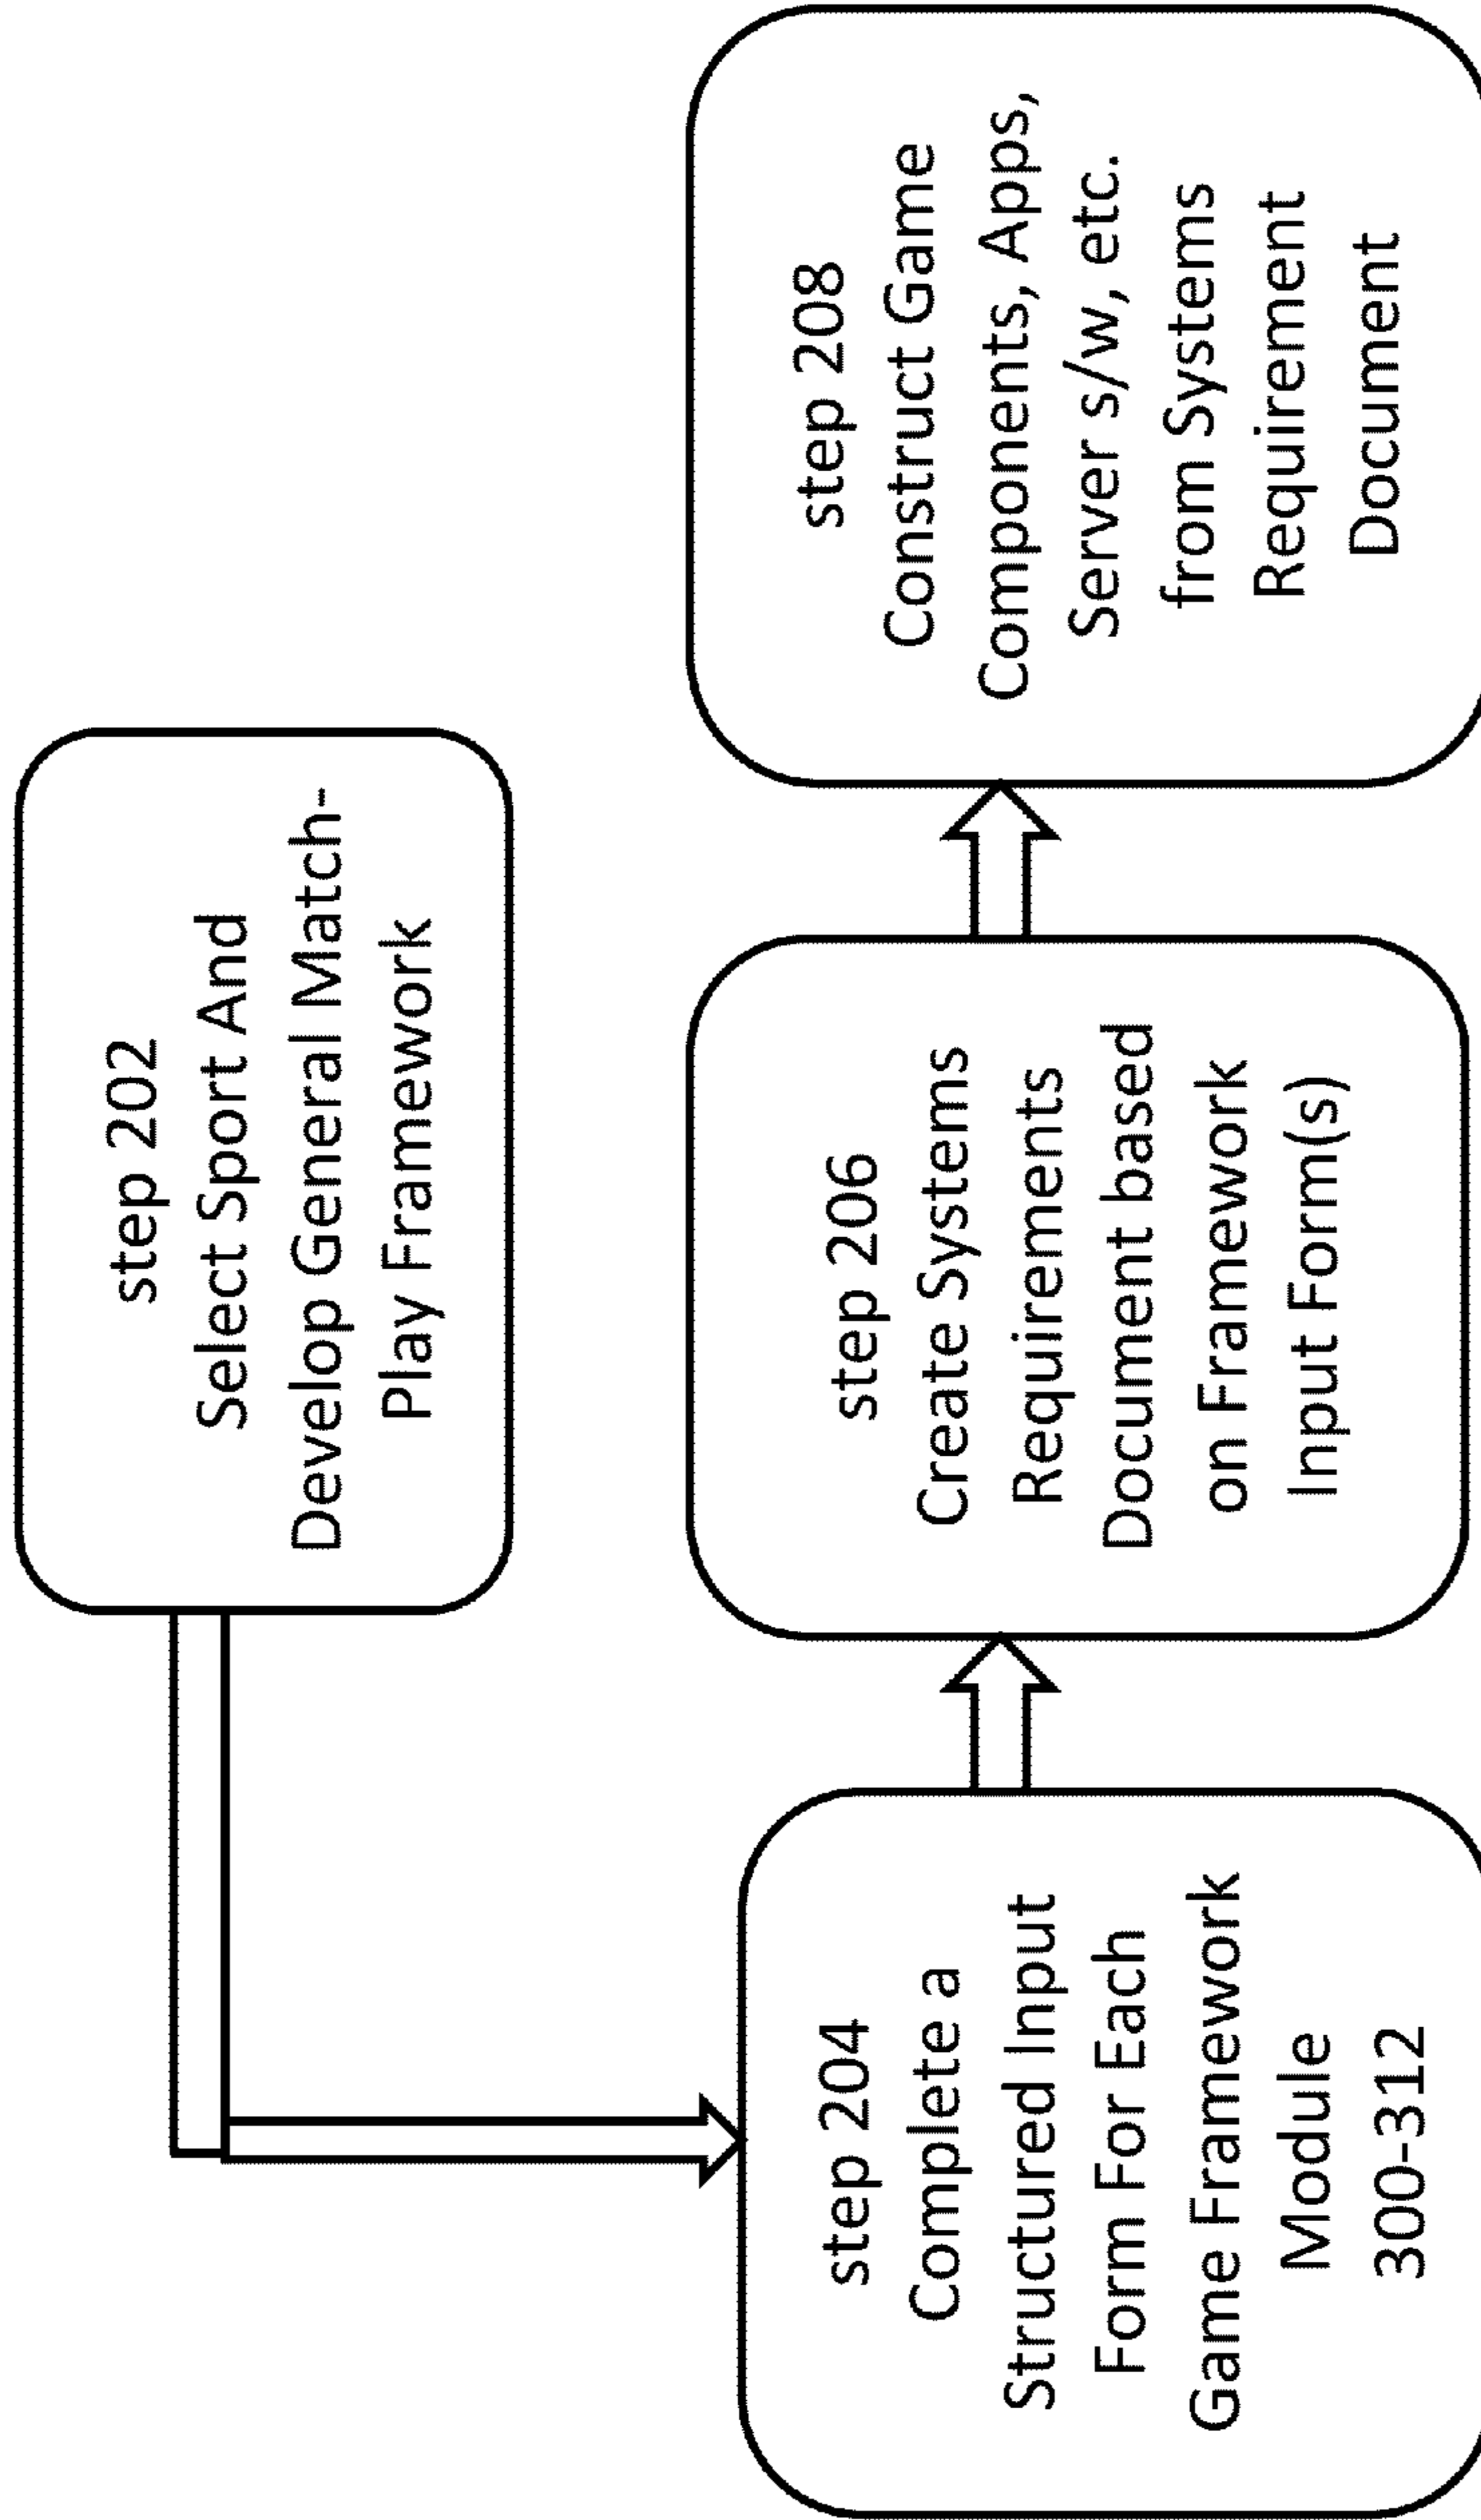 step 202
Select Sport And
Develop General Match-
Play Framework
step 204
Complete a
Structured Input
Form For Each
Game Framework
Module
300-312
step 206
Create Systems
Requirements
Document based
on Framework
Input Form(s)
step 208
Construct Game
Components, Apps,
Server s/w, etc.
from Systems
Requirement
Document